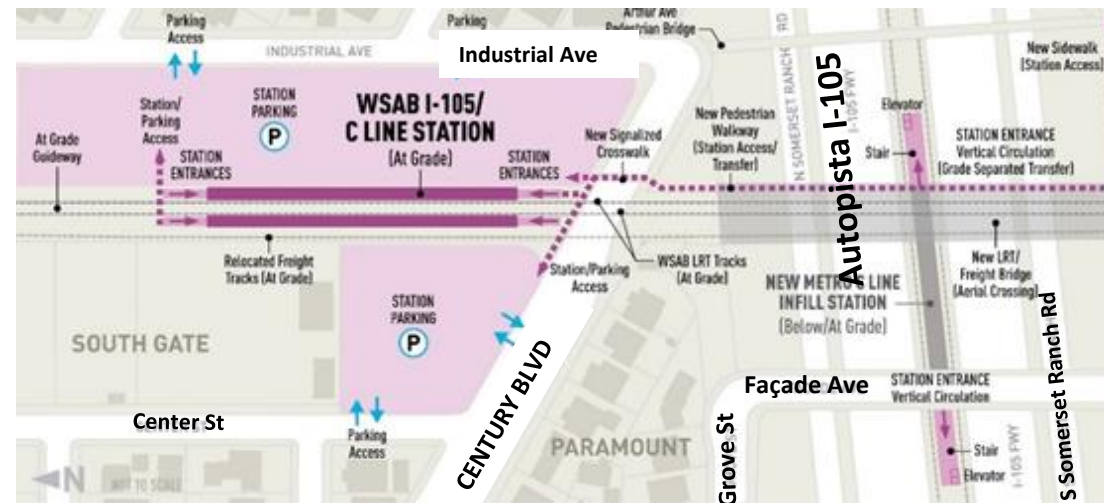 Parking
Access
Parking
Arthur Ave
Pedestrian Bridge
INDUSTRIAL AVE
Industrial Ave
N SOMERSET RANCH RD
Autopista I-105
I-105 FWY
New Sidewalk
(Station Access)
Station/
Parking
Access
STATION
PARKING
P
WSAB I-105/
C LINE STATION
(At Grade)
At Grade
Guideway
STATION
ENTRANCES
STATION
ENTRANCES
New Signalized
Crosswalk
New Pedestrian
Walkway
(Station Access/
Transfer)
Elevator
Stair
STATION ENTRANCE
Vertical Circulation
(Grade Separated Transfer)
Relocated Freight
Tracks (At Grade)
Station/Parking
Access
WSAB LRT Tracks
(At Grade)
NEW METRO C LINE
INFILL STATION
(Below/At Grade)
New LRT/
Freight Bridge
(Aerial Crossing)
STATION
PARKING
P
SOUTH GATE
CENTURY BLVD
Façade Ave
STATION ENTRANCE
Vertical Circulation
S Somerset Ranch Rd
Center St
Parking
Access
PARAMOUNT
Grove St
Stair
Elevator
I-105 FWY
N
NOT TO SCALE